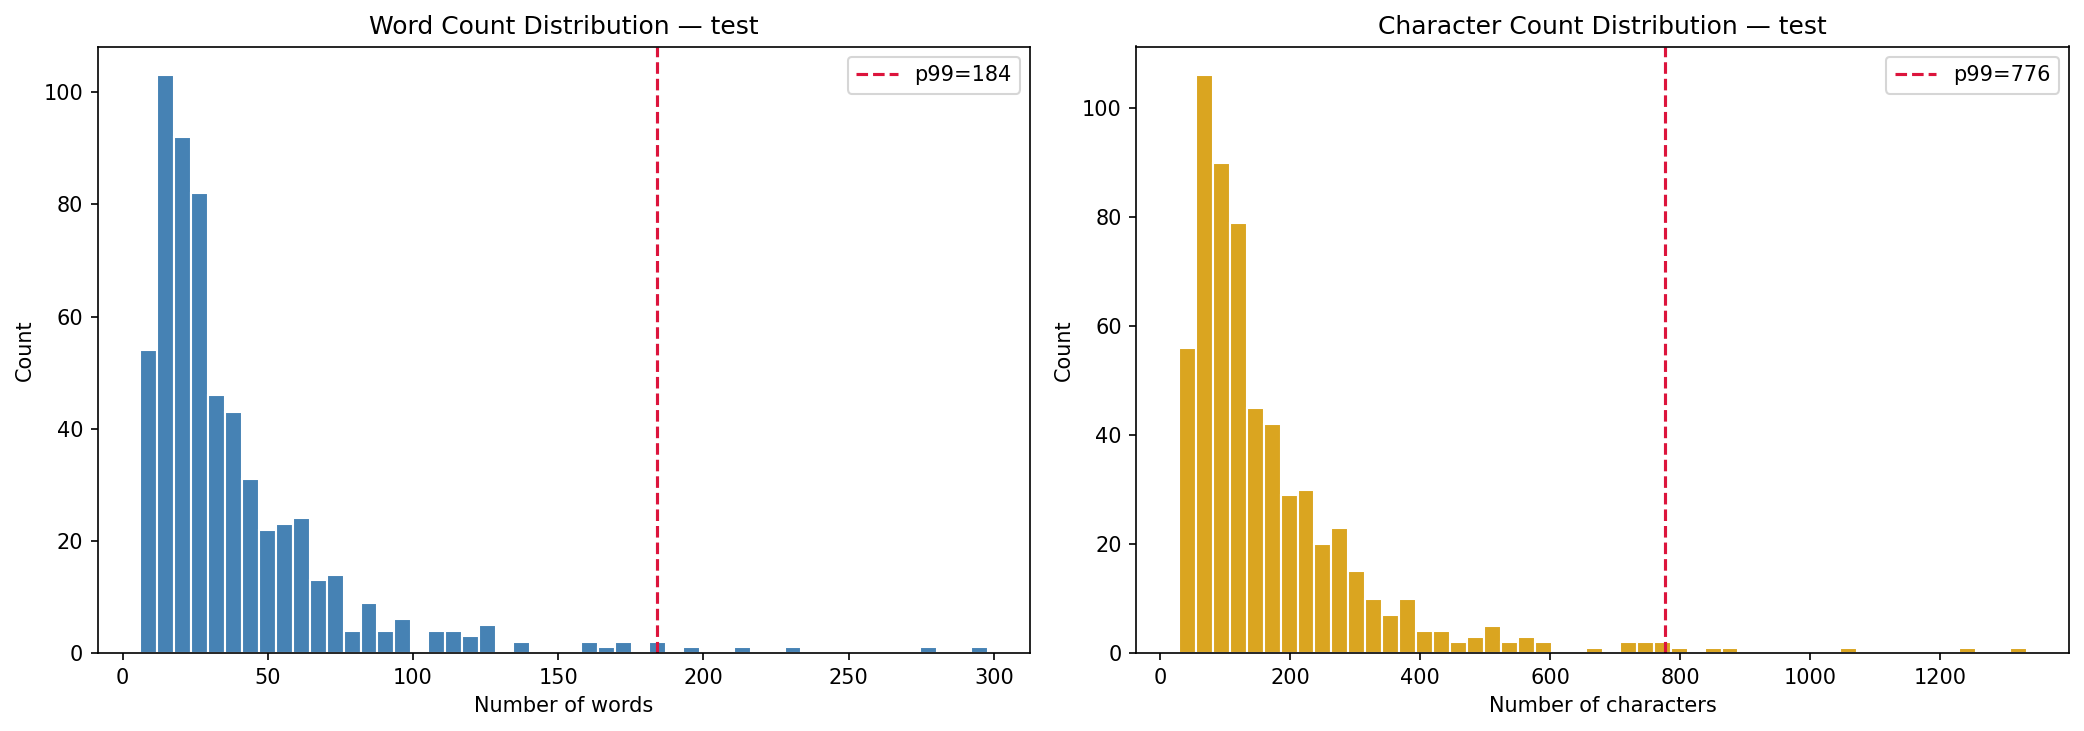 Word Count Distribution — test
p99=184
100
80
60
40
20
0
Count
0 50 100 150 200 250 300
Number of words
Character Count Distribution — test
p99=776
100
80
60
40
20
0
Count
0 200 400 600 800 1000 1200
Number of characters